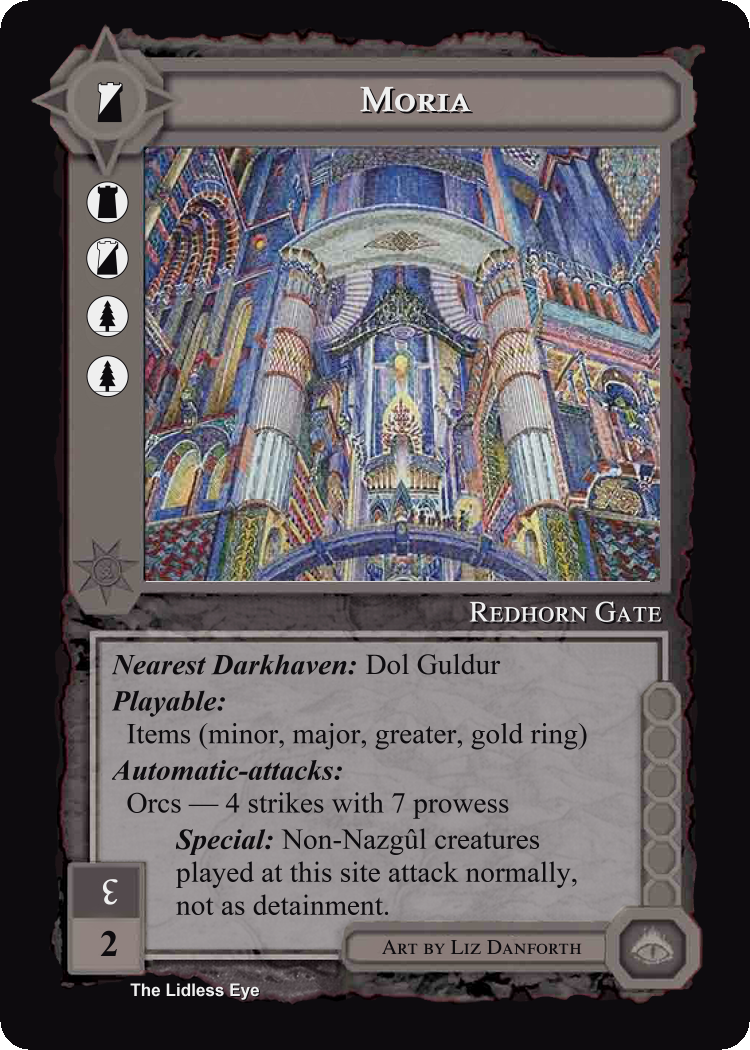 Moria
Redhorn Gate
Nearest Darkhaven: Dol Guldur
Playable:
Items (minor, major, greater, gold ring)
Automatic-attacks:
Orcs — 4 strikes with 7 prowess
Special: Non-Nazgûl creatures
played at this site attack normally,
not as detainment.
3
2
Art by Liz Danforth
The Lidless Eye